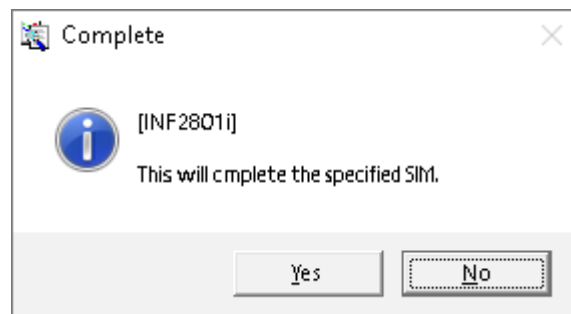 Complete
[INF2801i]
This will cmplete the specified SIM.
Yes
No